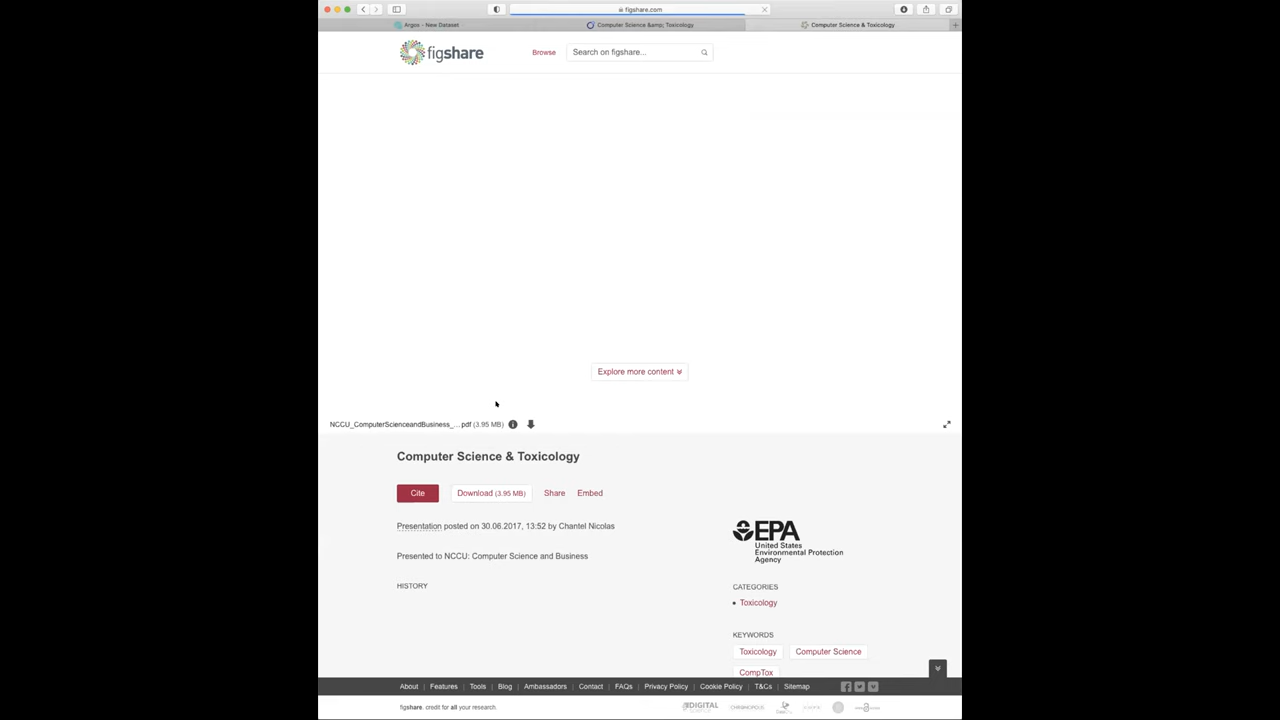 figshare.com
Argos - New Dataset
Computer Science &amp; Toxicology
Computer Science & Toxicology
figshare
Browse
Search on figshare...
Explore more content
NCCU_ComputerScienceandBusiness_... .pdf (3.95 MB)
Computer Science & Toxicology
Cite
Download (3.95 MB)
Share
Embed
Presentation posted on 30.06.2017, 13:52 by Chantel Nicolas
Presented to NCCU: Computer Science and Business
HISTORY
EPA
United States
Environmental Protection
Agency
CATEGORIES
Toxicology
KEYWORDS
Toxicology
Computer Science
CompTox
About
Features
Tools
Blog
Ambassadors
Contact
FAQs
Privacy Policy
Cookie Policy
T&Cs
Sitemap
figshare. credit for all your research.
DIGITAL